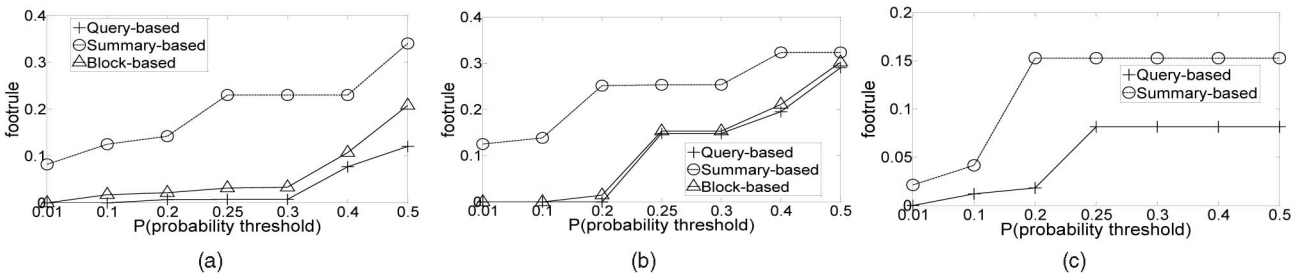 0.4
0.3
0.2
0.1
0
footrule
Query-based
Summary-based
Block-based
0.01 0.1 0.2 0.25 0.3 0.4 0.5
P(probability threshold)
(a)
0.4
0.3
0.2
0.1
0
footrule
Query-based
Summary-based
Block-based
0.01 0.1 0.2 0.25 0.3 0.4 0.5
P(probability threshold)
(b)
0.2
0.15
0.1
0.05
0
footrule
Query-based
Summary-based
0.01 0.1 0.2 0.25 0.3 0.4 0.5
P(probability threshold)
(c)